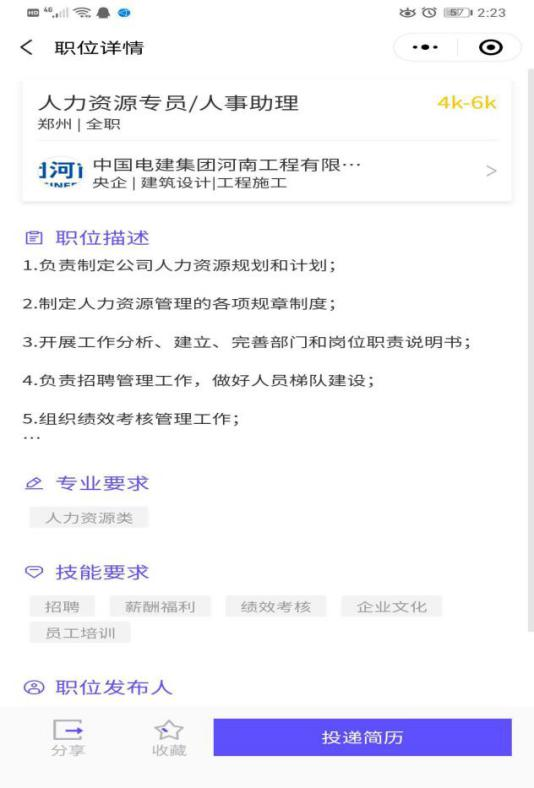 HD 4G 57 2:23
职位详情
人力资源专员/人事助理 4k-6k
郑州 | 全职
中国电建集团河南工程有限…
央企 | 建筑设计|工程施工
职位描述
1.负责制定公司人力资源规划和计划；
2.制定人力资源管理的各项规章制度；
3.开展工作分析、建立、完善部门和岗位职责说明书；
4.负责招聘管理工作，做好人员梯队建设；
5.组织绩效考核管理工作；
…
专业要求
人力资源类
技能要求
招聘 薪酬福利 绩效考核 企业文化
员工培训
职位发布人
分享 收藏 投递简历